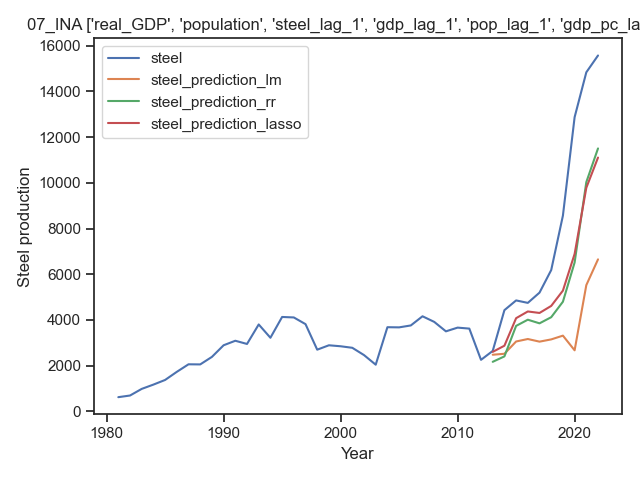 07_INA ['real_GDP', 'population', 'steel_lag_1', 'gdp_lag_1', 'pop_lag_1', 'gdp_pc_la
16000
14000
12000
10000
8000
6000
4000
2000
0
steel
steel_prediction_lm
steel_prediction_rr
steel_prediction_lasso
Steel production
1980
1990
2000
2010
2020
Year